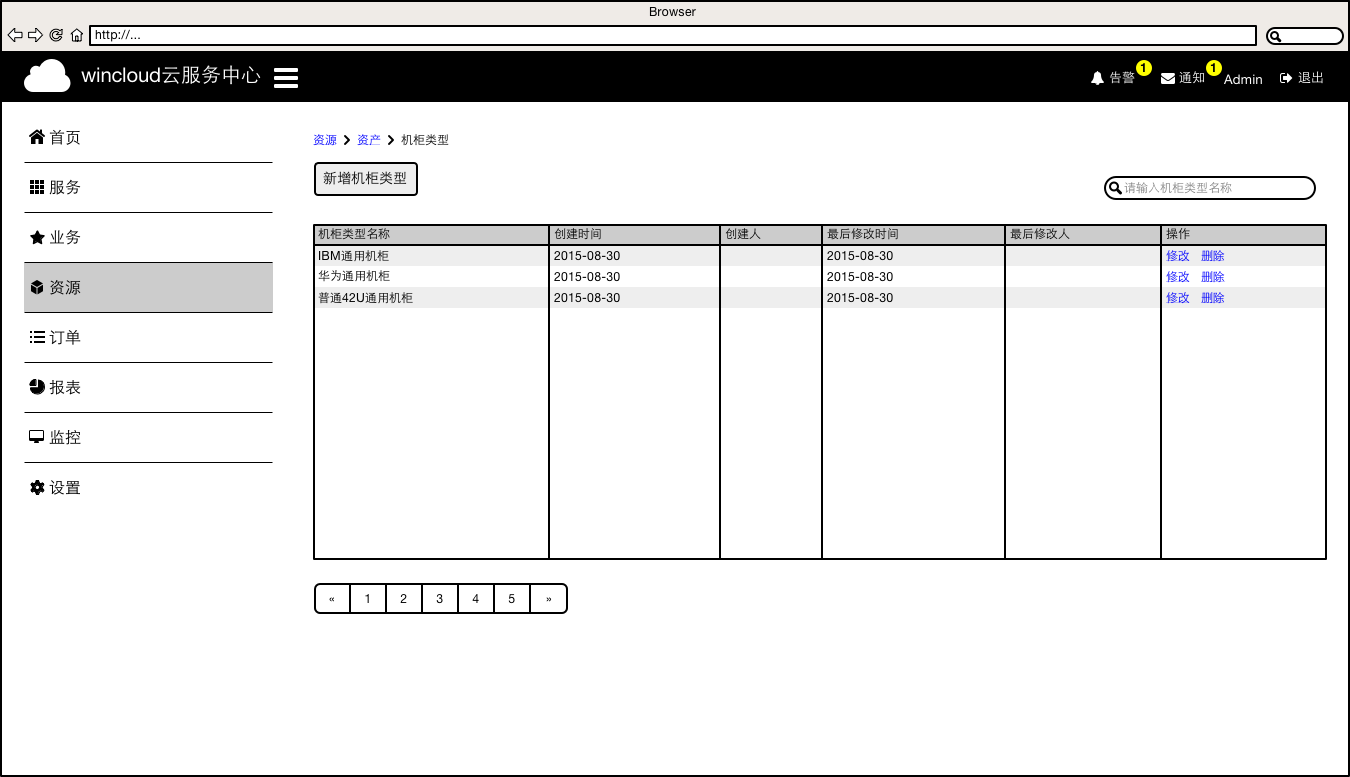 Browser
http://...
wincloud云服务中心
告警 1 通知 1 Admin 退出
首页
服务
业务
资源
订单
报表
监控
设置
资源 资产 机柜类型
新增机柜类型
请输入机柜类型名称
机柜类型名称 创建时间 创建人 最后修改时间 最后修改人 操作
IBM通用机柜 2015-08-30 2015-08-30 修改 删除
华为通用机柜 2015-08-30 2015-08-30 修改 删除
普通42U通用机柜 2015-08-30 2015-08-30 修改 删除
« 1 2 3 4 5 »